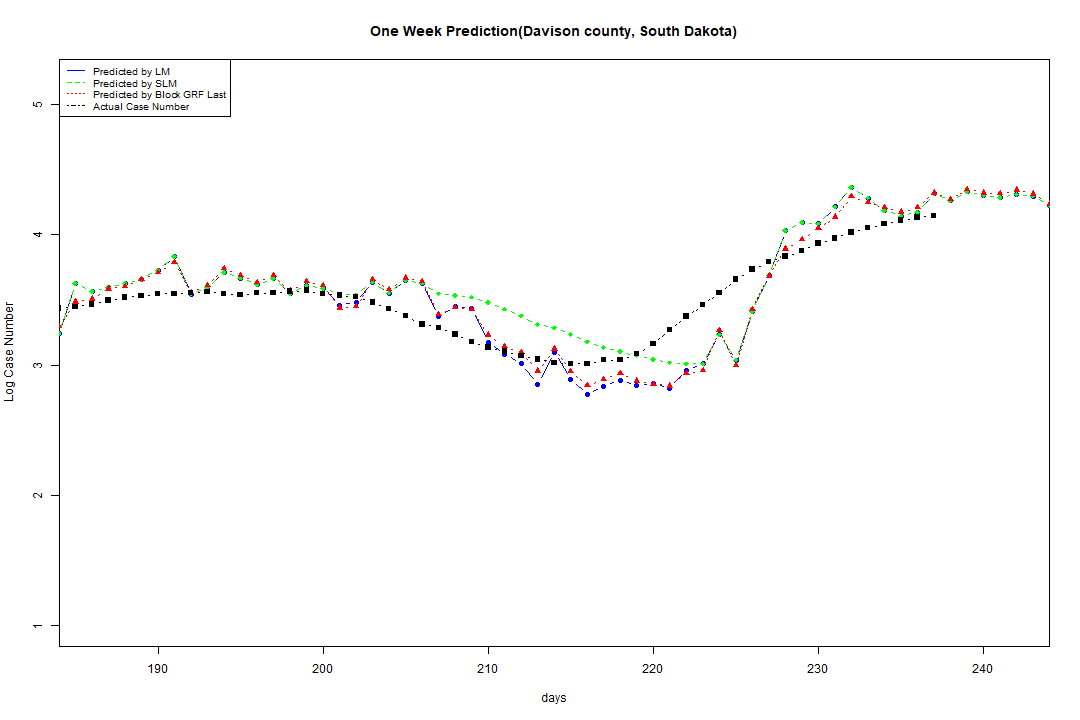 One Week Prediction(Davison county, South Dakota)
Predicted by LM
Predicted by SLM
Predicted by Block GRF Last
Actual Case Number
5
4
3
2
1
Log Case Number
190 200 210 220 230 240
days